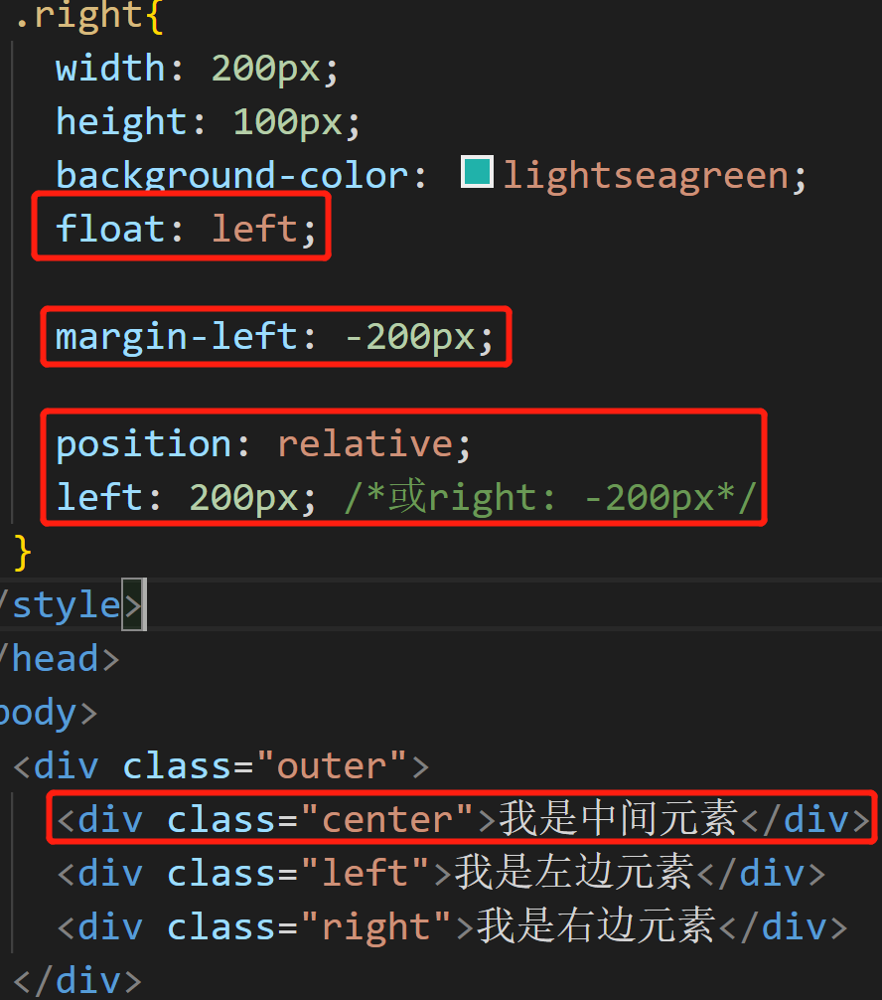 .right{
width: 200px;
height: 100px;
background-color: lightseagreen;
float: left;
margin-left: -200px;
position: relative;
left: 200px; /*或right: -200px*/
}
/style>
/head>
body>
<div class="outer">
<div class="center">我是中间元素</div>
<div class="left">我是左边元素</div>
<div class="right">我是右边元素</div>
</div>